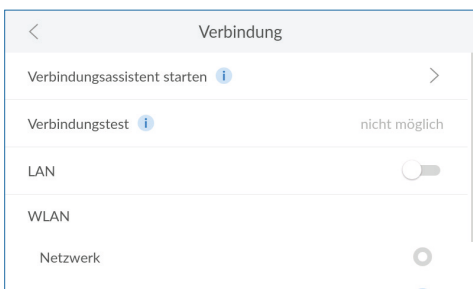 Verbindung
Verbindungsassistent starten i
Verbindungstest i nicht möglich
LAN
WLAN
Netzwerk